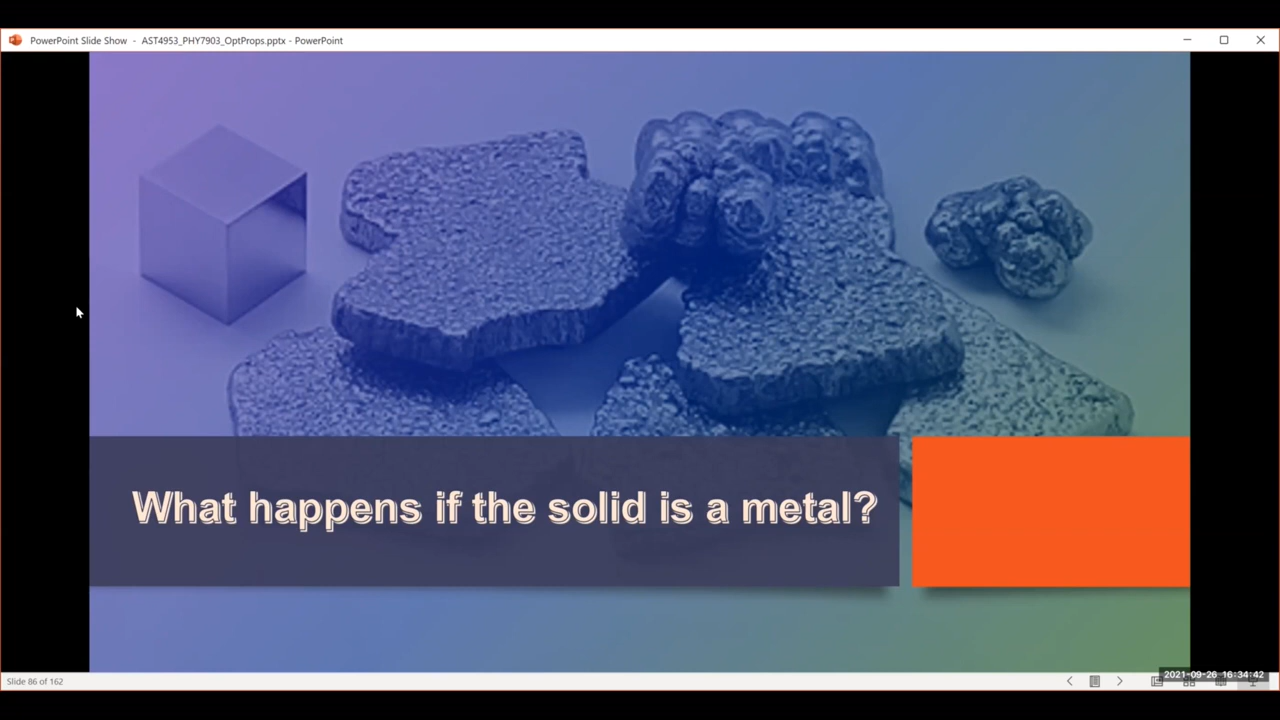 PowerPoint Slide Show - AST4953_PHY7903_OptProps.pptx - PowerPoint
What happens if the solid is a metal?
Slide 86 of 162
2021-09-26 16:34:42